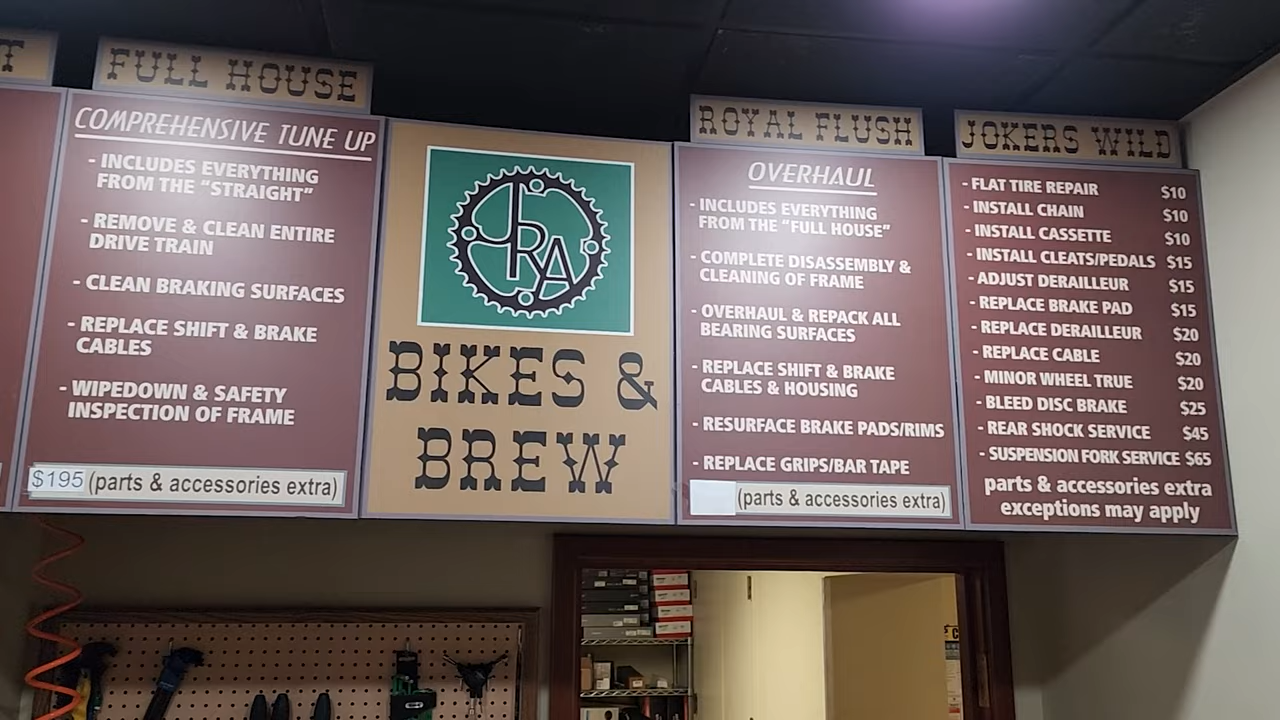 T
FULL HOUSE
COMPREHENSIVE TUNE UP
- INCLUDES EVERYTHING
FROM THE "STRAIGHT"
- REMOVE & CLEAN ENTIRE
DRIVE TRAIN
- CLEAN BRAKING SURFACES
- REPLACE SHIFT & BRAKE
CABLES
- WIPEDOWN & SAFETY
INSPECTION OF FRAME
$195 (parts & accessories extra)
JRA
BIKES &
BREW
ROYAL FLUSH
OVERHAUL
- INCLUDES EVERYTHING
FROM THE "FULL HOUSE"
- COMPLETE DISASSEMBLY &
CLEANING OF FRAME
- OVERHAUL & REPACK ALL
BEARING SURFACES
- REPLACE SHIFT & BRAKE
CABLES & HOUSING
- RESURFACE BRAKE PADS/RIMS
- REPLACE GRIPS/BAR TAPE
(parts & accessories extra)
JOKERS WILD
- FLAT TIRE REPAIR $10
- INSTALL CHAIN $10
- INSTALL CASSETTE $10
- INSTALL CLEATS/PEDALS $15
- ADJUST DERAILLEUR $15
- REPLACE BRAKE PAD $15
- REPLACE DERAILLEUR $20
- REPLACE CABLE $20
- MINOR WHEEL TRUE $20
- BLEED DISC BRAKE $25
- REAR SHOCK SERVICE $45
- SUSPENSION FORK SERVICE $65
parts & accessories extra
exceptions may apply